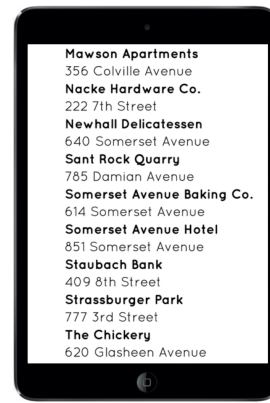 Mawson Apartments
356 Colville Avenue
Nacke Hardware Co.
222 7th Street
Newhall Delicatessen
640 Somerset Avenue
Sant Rock Quarry
785 Damian Avenue
Somerset Avenue Baking Co.
614 Somerset Avenue
Somerset Avenue Hotel
851 Somerset Avenue
Staubach Bank
409 8th Street
Strassburger Park
777 3rd Street
The Chickery
620 Glasheen Avenue